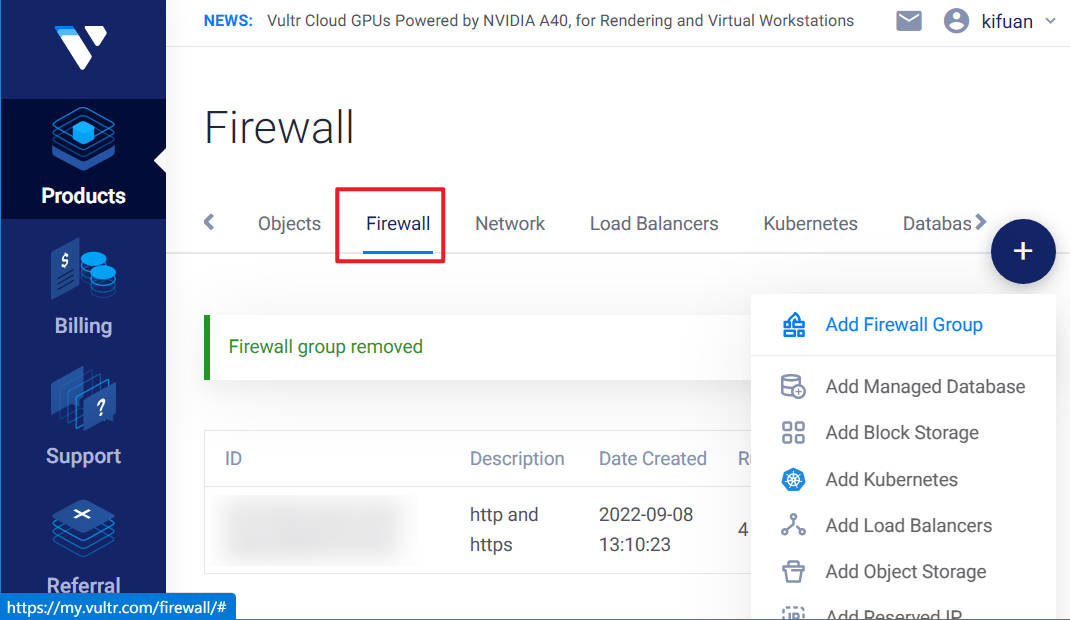 NEWS: Vultr Cloud GPUs Powered by NVIDIA A40, for Rendering and Virtual Workstations
kifuan
Products
Billing
Support
Referral
Firewall
Objects Firewall Network Load Balancers Kubernetes Databas
+
Firewall group removed
Add Firewall Group
Add Managed Database
Add Block Storage
Add Kubernetes
Add Load Balancers
Add Object Storage
Add Reserved IP
ID Description Date Created
http and
https
2022-09-08
13:10:23
4
https://my.vultr.com/firewall/#